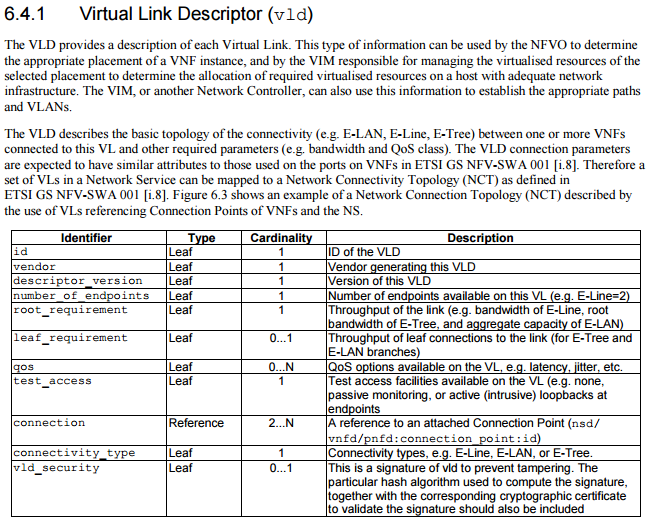 6.4.1 Virtual Link Descriptor (vld)
The VLD provides a description of each Virtual Link. This type of information can be used by the NFVO to determine
the appropriate placement of a VNF instance, and by the VIM responsible for managing the virtualised resources of the
selected placement to determine the allocation of required virtualised resources on a host with adequate network
infrastructure. The VIM, or another Network Controller, can also use this information to establish the appropriate paths
and VLANs.
The VLD describes the basic topology of the connectivity (e.g. E-LAN, E-Line, E-Tree) between one or more VNFs
connected to this VL and other required parameters (e.g. bandwidth and QoS class). The VLD connection parameters
are expected to have similar attributes to those used on the ports on VNFs in ETSI GS NFV-SWA 001 [i.8]. Therefore a
set of VLs in a Network Service can be mapped to a Network Connectivity Topology (NCT) as defined in
ETSI GS NFV-SWA 001 [i.8]. Figure 6.3 shows an example of a Network Connection Topology (NCT) described by
the use of VLs referencing Connection Points of VNFs and the NS.
Identifier Type Cardinality Description
id Leaf 1 ID of the VLD
vendor Leaf 1 Vendor generating this VLD
descriptor_version Leaf 1 Version of this VLD
number_of_endpoints Leaf 1 Number of endpoints available on this VL (e.g. E-Line=2)
root_requirement Leaf 1 Throughput of the link (e.g. bandwidth of E-Line, root
bandwidth of E-Tree, and aggregate capacity of E-LAN)
leaf_requirement Leaf 0...1 Throughput of leaf connections to the link (for E-Tree and
E-LAN branches)
qos Leaf 0...N QoS options available on the VL, e.g. latency, jitter, etc.
test_access Leaf 1 Test access facilities available on the VL (e.g. none,
passive monitoring, or active (intrusive) loopbacks at
endpoints
connection Reference 2...N A reference to an attached Connection Point (nsd/
vnfd/pnfd:connection_point:id)
connectivity_type Leaf 1 Connectivity types, e.g. E-Line, E-LAN, or E-Tree.
vld_security Leaf 0...1 This is a signature of vld to prevent tampering. The
particular hash algorithm used to compute the signature,
together with the corresponding cryptographic certificate
to validate the signature should also be included